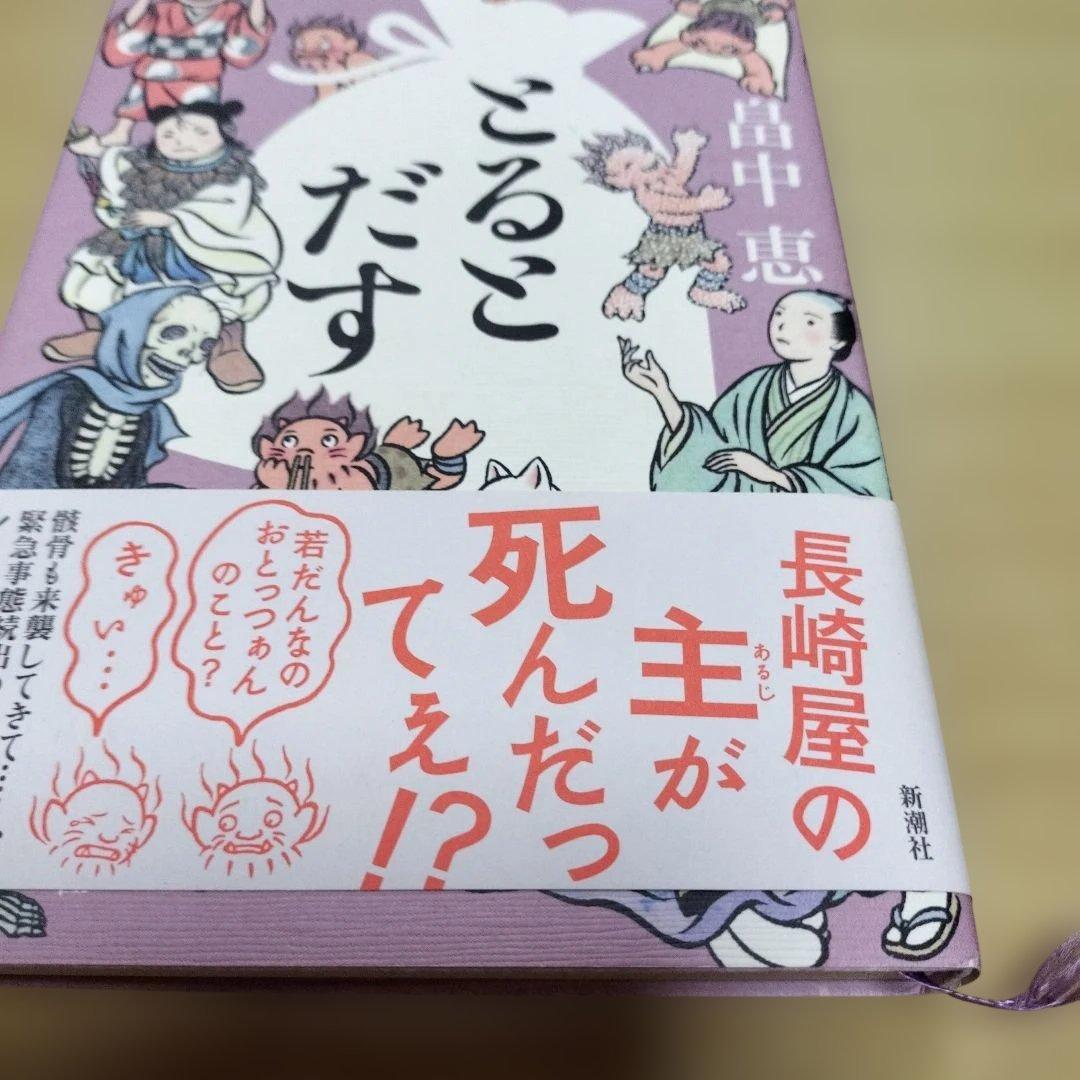 とると
だす
畠中 恵
長崎屋の
主が
あるじ
死んだっ
てぇ!?
若だんなの
おとっつぁん
のこと?
きゅい…
骸骨も来襲してきて…
緊急事態続出
新潮社